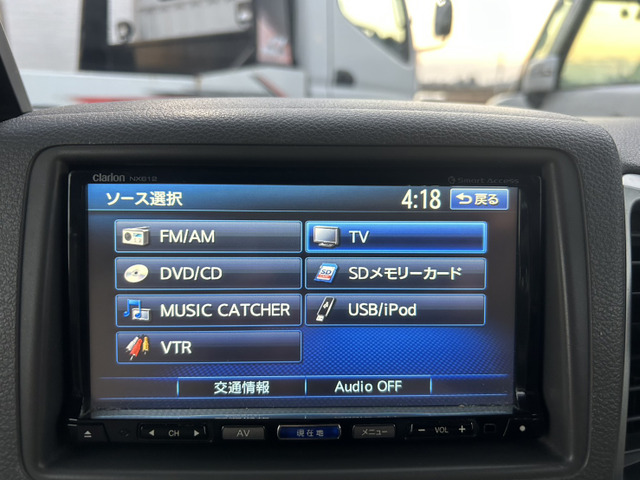 clarion NX612
Smart Access
ソース選択 4:18 戻る
FM/AM TV
DVD/CD SD SDメモリーカード
MUSIC CATCHER USB/iPod
VTR
交通情報 Audio OFF
CH AV 現在地 メニュー − VOL +